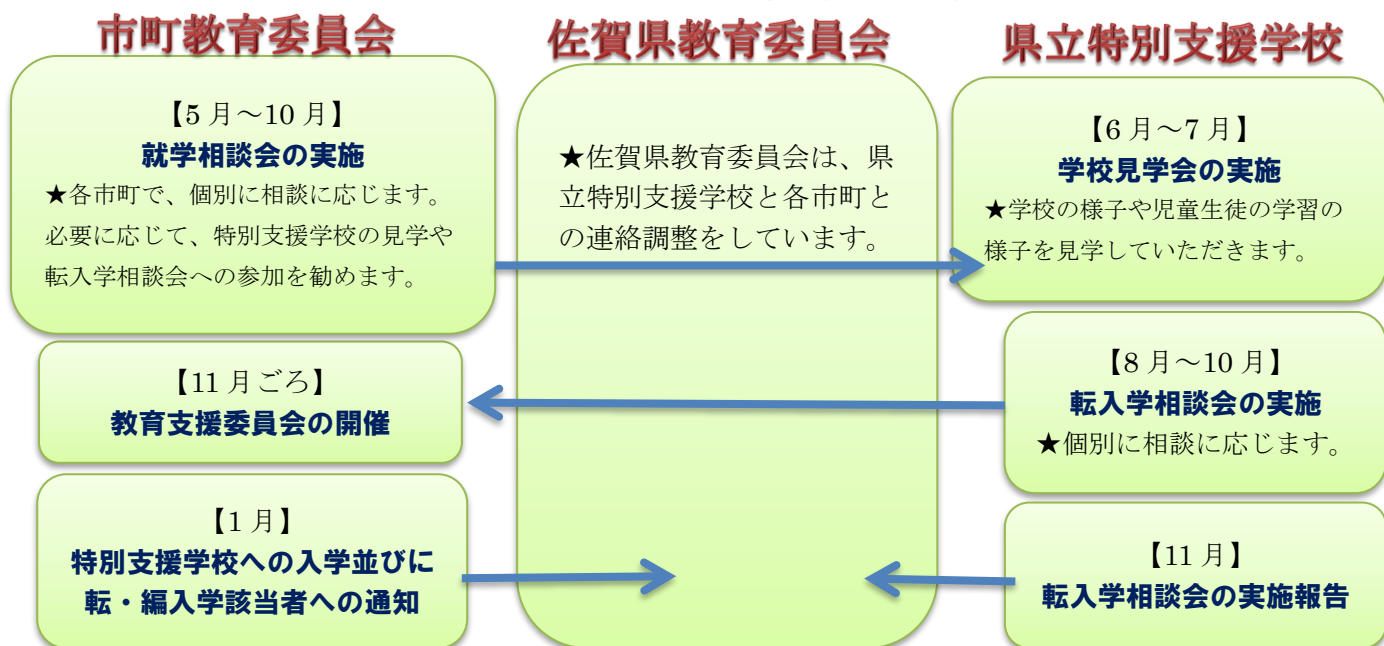 市町教育委員会
【5月～10月】
就学相談会の実施
★各市町で、個別に相談に応じます。
必要に応じて、特別支援学校の見学や
転入学相談会への参加を勧めます。
【11月ごろ】
教育支援委員会の開催
【1月】
特別支援学校への入学並びに
転・編入学該当者への通知
佐賀県教育委員会
★佐賀県教育委員会は、県
立特別支援学校と各市町と
の連絡調整をしています。
県立特別支援学校
【6月～7月】
学校見学会の実施
★学校の様子や児童生徒の学習の
様子を見学していただきます。
【8月～10月】
転入学相談会の実施
★個別に相談に応じます。
【11月】
転入学相談会の実施報告